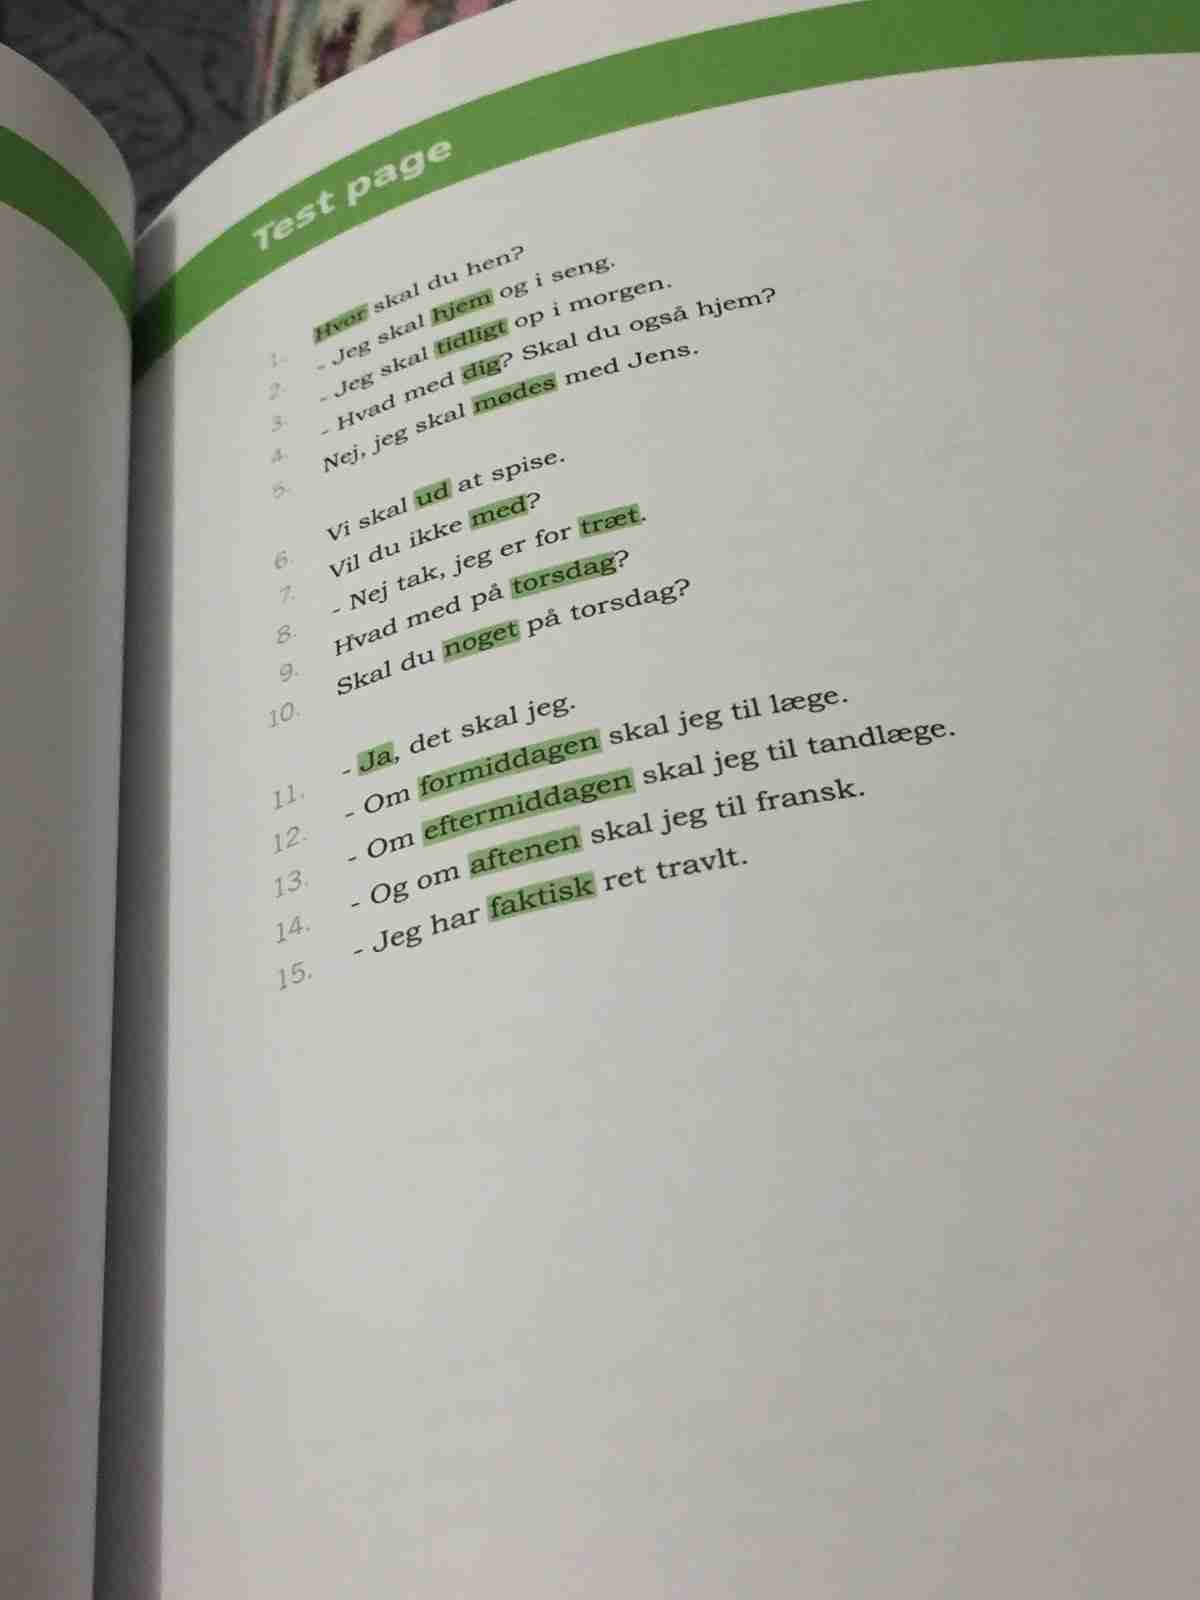 Test page
1. Hvor skal du hen?
2. - Jeg skal hjem og i seng.
3. - Jeg skal tidligt op i morgen.
4. - Hvad med dig? Skal du også hjem?
5. Nej, jeg skal mødes med Jens.
6. Vi skal ud at spise.
7. Vil du ikke med?
8. - Nej tak, jeg er for træt.
9. Hvad med på torsdag?
10. Skal du noget på torsdag?
11. - Ja, det skal jeg.
12. - Om formiddagen skal jeg til læge.
13. - Om eftermiddagen skal jeg til tandlæge.
14. - Og om aftenen skal jeg til fransk.
15. - Jeg har faktisk ret travlt.